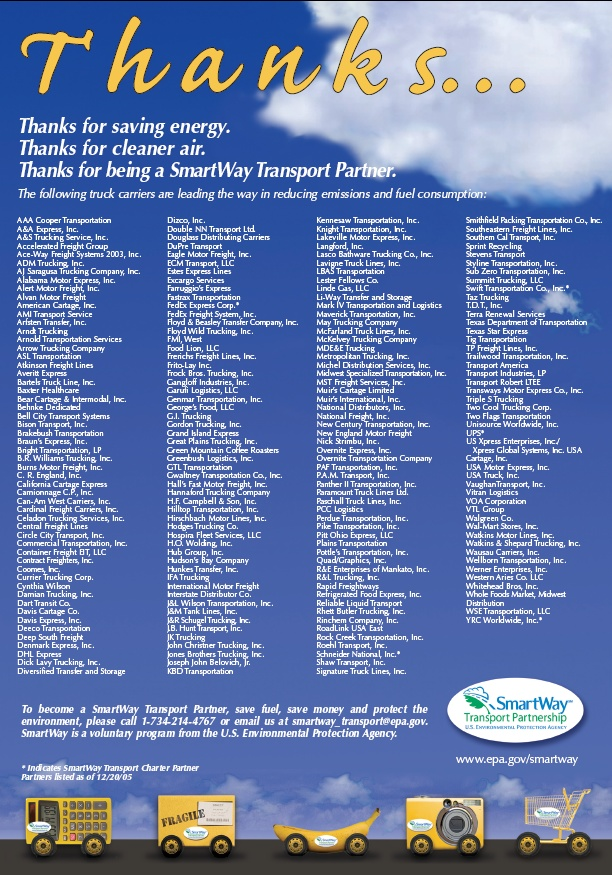 Thanks...
Thanks for saving energy.
Thanks for cleaner air.
Thanks for being a SmartWay Transport Partner.
The following truck carriers are leading the way in reducing emissions and fuel consumption:
AAA Cooper Transportation
A&A Express, Inc.
A&S Trucking Service, Inc.
Accelerated Freight Group
Ace-Way Freight Systems 2003, Inc.
ADM Trucking, Inc.
AJ Saragusa Trucking Company, Inc.
Alabama Motor Express, Inc.
Alert Motor Freight, Inc.
Alvan Motor Freight
American Cartage, Inc.
AMI Transport Service
Arfsten Transfer, Inc.
Arndt Trucking
Arnold Transportation Services
Arrow Trucking Company
ASL Transportation
Atkinson Freight Lines
Averitt Express
Bartels Truck Line, Inc.
Baxter Healthcare
Bear Cartage & Intermodal, Inc.
Behnke Dedicated
Bell City Transport Systems
Bison Transport, Inc.
Brakebush Transportation
Braun's Express, Inc.
Bright Transportation, LP
B.R. Williams Trucking, Inc.
Burns Motor Freight, Inc.
C. R. England, Inc.
California Cartage Express
Camionnage C.P., Inc.
Can-Am West Carriers, Inc.
Cardinal Freight Carriers, Inc.
Celadon Trucking Services, Inc.
Central Freight Lines
Circle City Transport, Inc.
Commercial Transportation, Inc.
Container Freight EIT, LLC
Contract Freighters, Inc.
Coomes, Inc.
Currier Trucking Corp.
Cynthia Wilson
Damian Trucking, Inc.
Dart Transit Co.
Davis Cartage Co.
Davis Express, Inc.
Deeco Transportation
Deep South Freight
Denmark Express, Inc.
DHL Express
Dick Lavy Trucking, Inc.
Diversified Transfer and Storage
Dizco, Inc.
Double NN Transport Ltd.
Douglass Distributing Carriers
DuPre Transport
Eagle Motor Freight, Inc.
ECM Transport, LLC
Estes Express Lines
Excargo Services
Farruggio's Express
Fastrax Transportation
FedEx Express Corp.*
FedEx Freight System, Inc.
Floyd & Beasley Transfer Company, Inc.
Floyd Wild Trucking, Inc.
FMI, West
Food Lion, LLC
Frerichs Freight Lines, Inc.
Frito-Lay Inc.
Frock Bros. Trucking, Inc.
Gangloff Industries, Inc.
Garufi Logistics, LLC
Genmar Transportation, Inc.
George's Food, LLC
G.I. Trucking
Gordon Trucking, Inc.
Grand Island Express
Great Plains Trucking, Inc.
Green Mountain Coffee Roasters
Greenbush Logistics, Inc.
GTL Transportation
Gwaltney Transportation Co., Inc.
Hall's Fast Motor Freight, Inc.
Hannaford Trucking Company
H.F. Campbell & Son, Inc.
Hilltop Transportation, Inc.
Hirschbach Motor Lines, Inc.
Hodges Trucking Co.
Hospira Fleet Services, LLC
H.O. Wolding, Inc.
Hub Group, Inc.
Hudson's Bay Company
Hunkes Transfer, Inc.
IFA Trucking
International Motor Freight
Interstate Distributor Co.
J&L Wilson Transportation, Inc.
J&M Tank Lines, Inc.
J&R Schugel Trucking, Inc.
J.B. Hunt Transport, Inc.
JK Trucking
John Christner Trucking, Inc.
Jones Brothers Trucking, Inc.
Joseph John Belovich, Jr.
KBD Transportation
Kennesaw Transportation, Inc.
Knight Transportation, Inc.
Lakeville Motor Express, Inc.
Langford, Inc.
Lasco Bathware Trucking Co., Inc.
Lavigne Truck Lines, Inc.
LBAS Transportation
Lester Fellows Co.
Linde Gas, LLC
Li-Way Transfer and Storage
Mark IV Transportation and Logistics
Maverick Transportation, Inc.
May Trucking Company
McFarland Truck Lines, Inc.
McKelvey Trucking Company
MDE&E Trucking
Metropolitan Trucking, Inc.
Michel Distribution Services, Inc.
Midwest Specialized Transportation, Inc.
MST Freight Services, Inc.
Muir's Cartage Limited
Muir's International, Inc.
National Distributors, Inc.
National Freight, Inc.
New Century Transportation, Inc.
New England Motor Freight
Nick Strimbu, Inc.
Overnite Express, Inc.
Overnite Transportation Company
PAF Transportation, Inc.
P.A.M. Transport, Inc.
Panther II Transportation, Inc.
Paramount Truck Lines Ltd.
Paschall Truck Lines, Inc.
PCC Logistics
Perdue Transportation, Inc.
Pike Transportation, Inc.
Pitt Ohio Express, LLC
Plains Transportation
Pottle's Transportation, Inc.
Quad/Graphics, Inc.
R&E Enterprises of Mankato, Inc.
R&L Trucking, Inc.
Rapid Freightways
Refrigerated Food Express, Inc.
Reliable Liquid Transport
Rhett Butler Trucking, Inc.
Rinchem Company, Inc.
RoadLink USA East
Rock Creek Transportation, Inc.
Roehl Transport, Inc.
Schneider National, Inc.*
Shaw Transport, Inc.
Signature Truck Lines, Inc.
Smithfield Packing Transportation Co., Inc.
Southeastern Freight Lines, Inc.
Southern Cal Transport, Inc.
Sprint Recycling
Stevens Transport
Styline Transportation, Inc.
Sub Zero Transportation, Inc.
Summitt Trucking, LLC
Swift Transportation Co., Inc.*
Taz Trucking
T.D.T., Inc.
Terra Renewal Services
Texas Department of Transportation
Texas Star Express
Tig Transportation
TP Freight Lines, Inc.
Trailwood Transportation, Inc.
Transport America
Transport Industries, LP
Transport Robert LTEE
Transways Motor Express Co., Inc.
Triple S Trucking
Two Cool Trucking Corp.
Two Flags Transportation
Unisource Worldwide, Inc.
UPS*
US Xpress Enterprises, Inc./
Xpress Global Systems, Inc. USA
Cartage, Inc.
USA Motor Express, Inc.
USA Truck, Inc.
VaughanTransport, Inc.
Vitran Logistics
VOA Corporation
VTL Group
Walgreen Co.
Wal-Mart Stores, Inc.
Watkins Motor Lines, Inc.
Watkins & Shepard Trucking, Inc.
Wausau Carriers, Inc.
Wellborn Transportation, Inc.
Werner Enterprises, Inc.
Western Aries Co. LLC
Whitehead Bros, Inc.
Whole Foods Market, Midwest
Distribution
WSE Transportation, LLC
YRC Worldwide, Inc.*
To become a SmartWay Transport Partner, save fuel, save money and protect the
environment, please call 1-734-214-4767 or email us at smartway_transport@epa.gov.
SmartWay is a voluntary program from the U.S. Environmental Protection Agency.
SmartWay℠
Transport Partnership
U.S. ENVIRONMENTAL PROTECTION AGENCY
www.epa.gov/smartway
* Indicates SmartWay Transport Charter Partner
Partners listed as of 12/20/05
FRAGILE